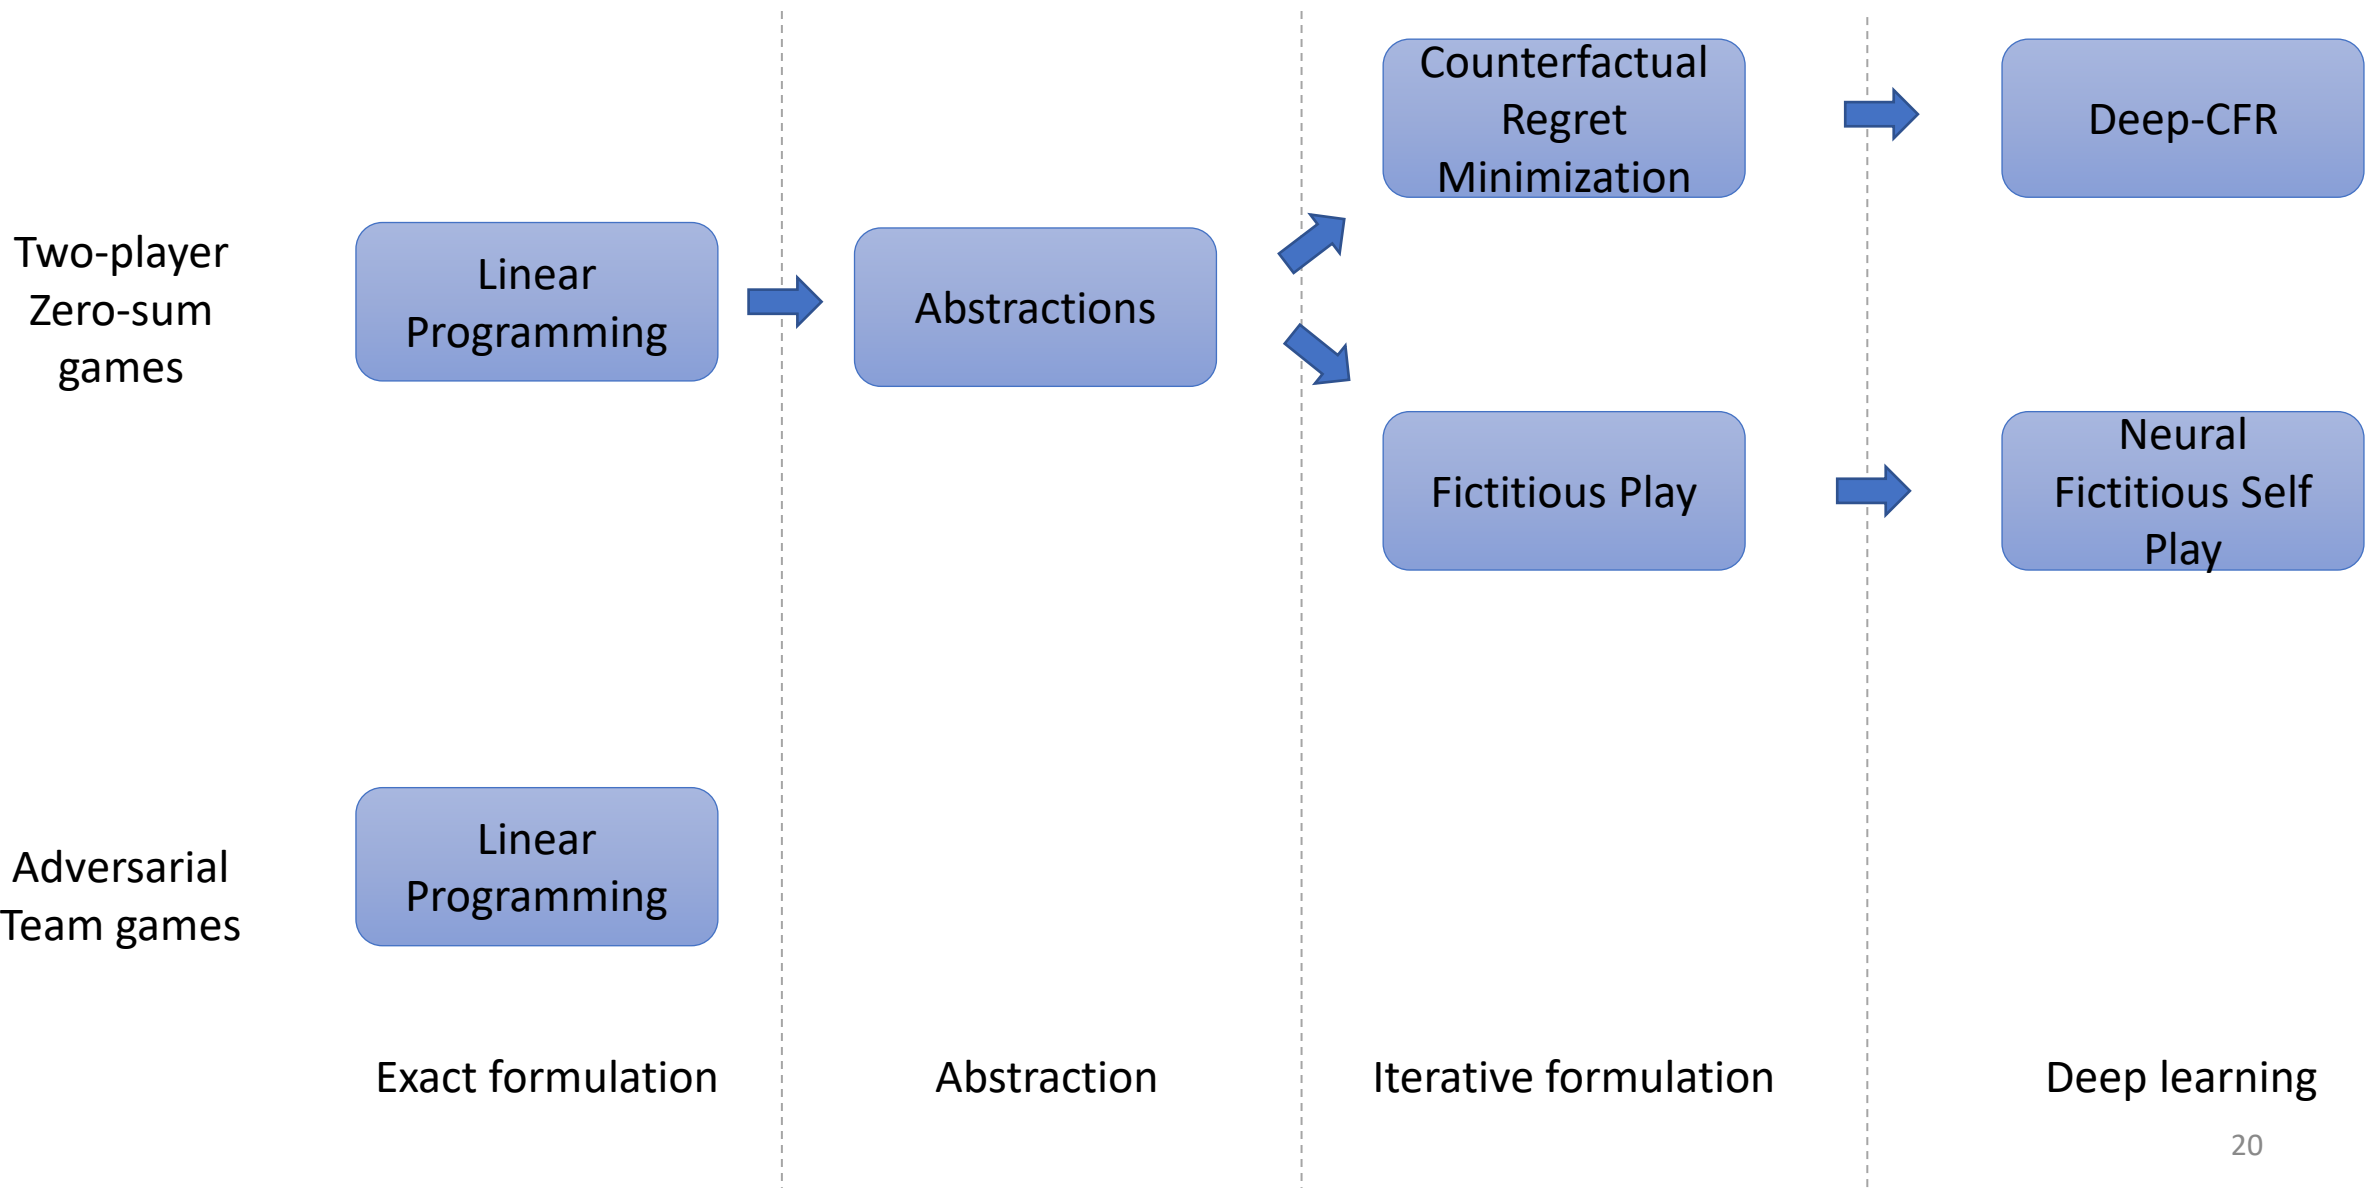 Two-player
Zero-sum
games
Linear
Programming
Abstractions
Counterfactual
Regret
Minimization
Deep-CFR
Fictitious Play
Neural
Fictitious Self
Play
Adversarial
Team games
Linear
Programming
Exact formulation
Abstraction
Iterative formulation
Deep learning
20